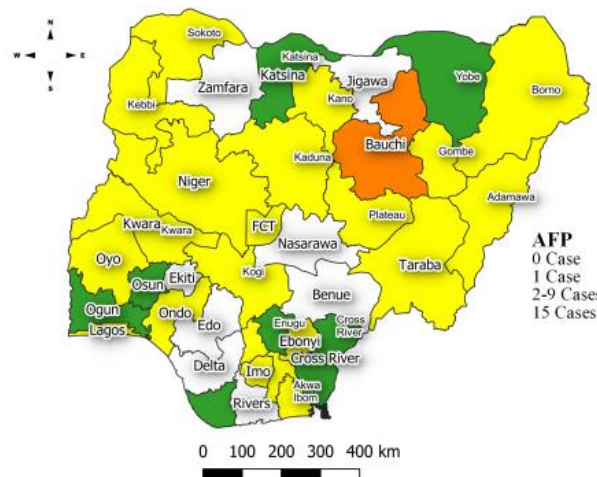 N
W E
S
Sokoto
Katsina
Katsina
Zamfara
Jigawa
Yobe
Borno
Kebbi
Kano
Bauchi
Gombe
Kaduna
Niger
Adamawa
Plateau
Kwara
Kwara
FCT
Nasarawa
Taraba
Oyo
Ekiti
Kogi
Osun
Benue
Ogun
Lagos
Ondo
Edo
Enugu
Cross
River
Ebonyi
Cross River
Delta
Imo
Akwa
Ibom
Rivers
AFP
0 Case
1 Case
2-9 Cases
15 Cases
0 100 200 300 400 km